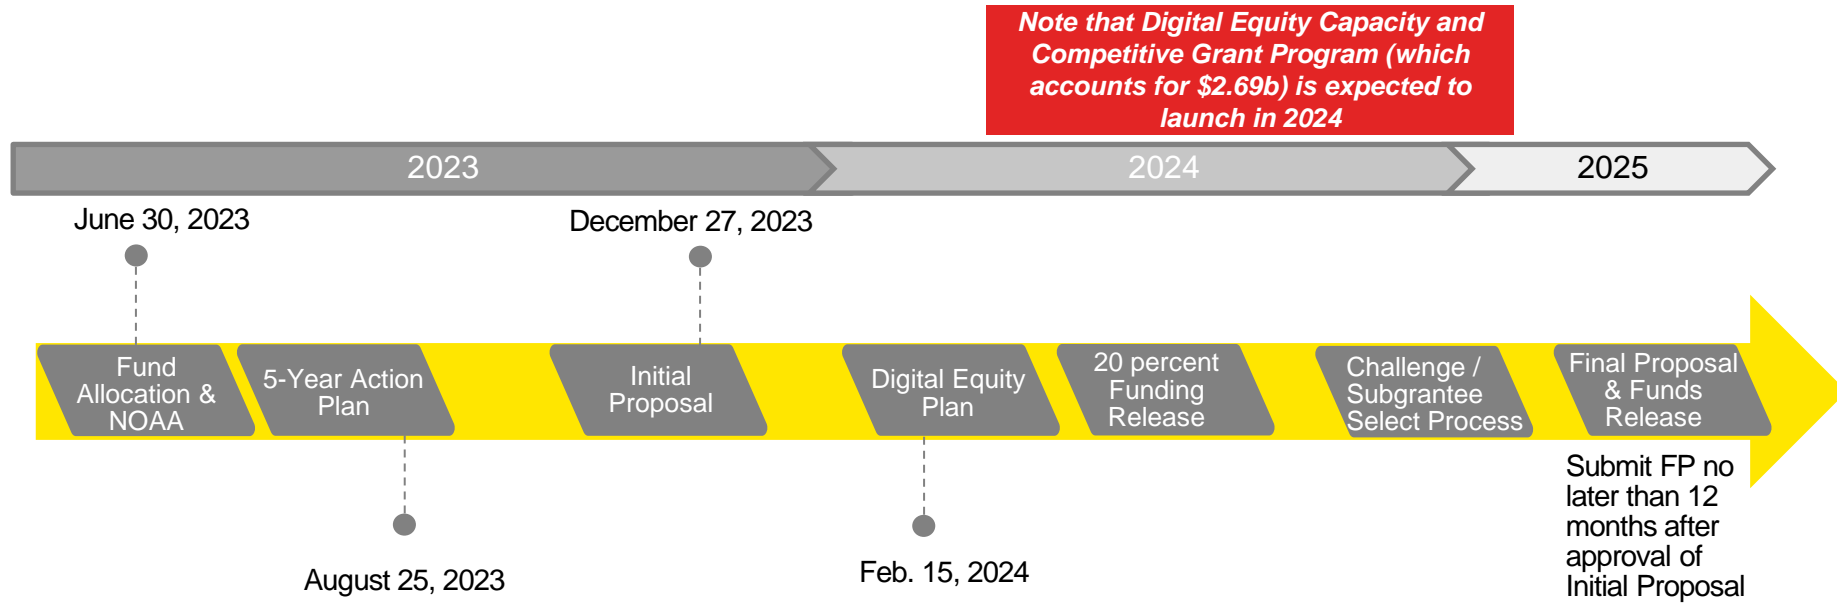 Note that Digital Equity Capacity and
Competitive Grant Program (which
accounts for $2.69b) is expected to
launch in 2024
2023
2024
2025
June 30, 2023
December 27, 2023
Fund
Allocation &
NOAA
5-Year Action
Plan
Initial
Proposal
Digital Equity
Plan
20 percent
Funding
Release
Challenge /
Subgrantee
Select Process
Final Proposal
& Funds
Release
August 25, 2023
Feb. 15, 2024
Submit FP no
later than 12
months after
approval of
Initial Proposal